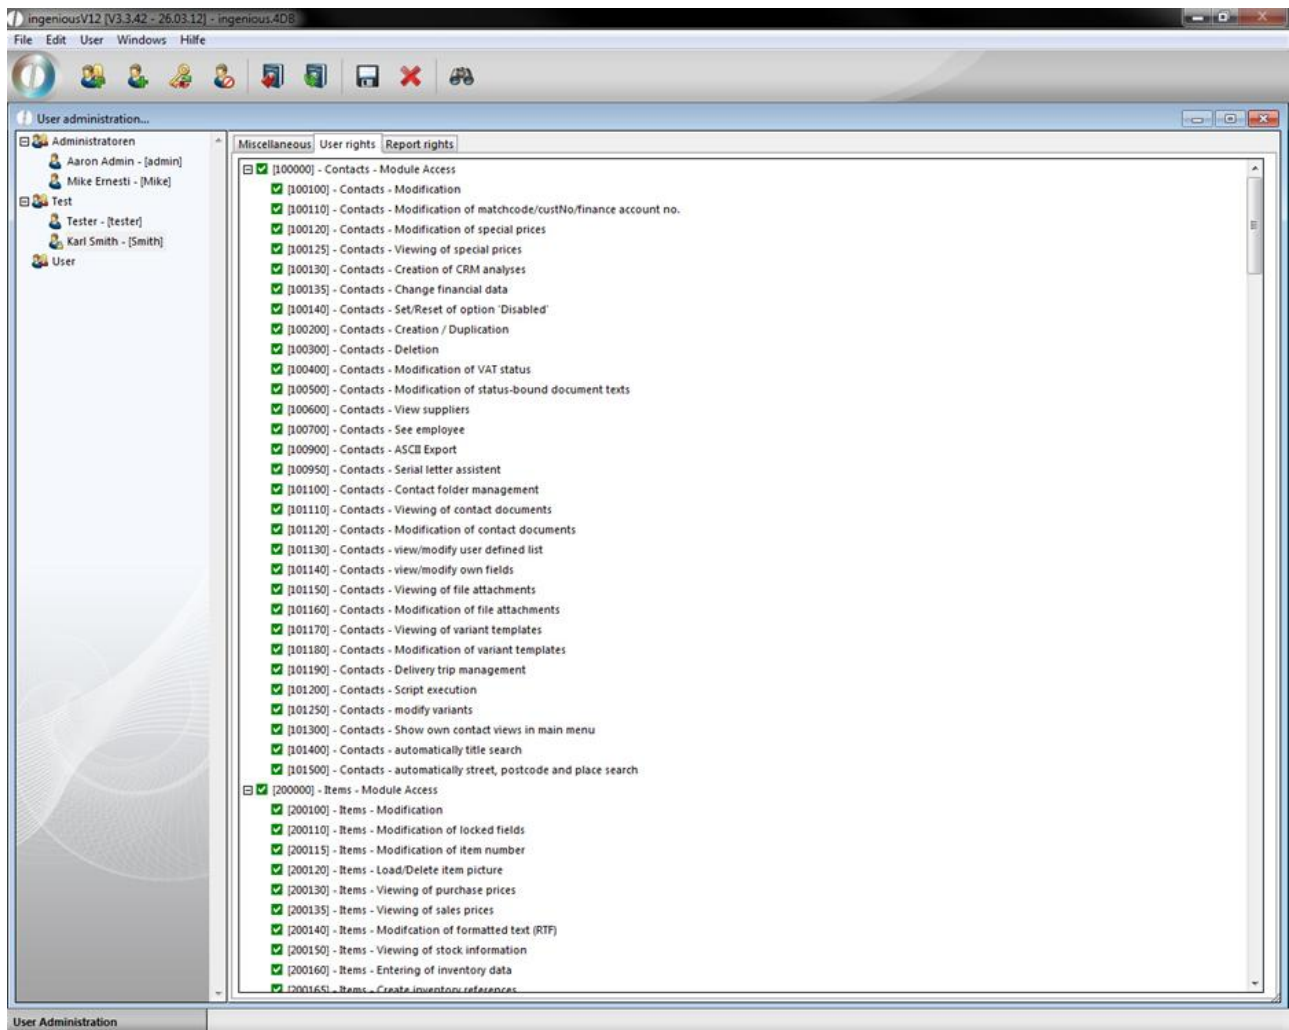 ingeniousV12 [V3.3.42 - 26.03.12] - ingenious.4DB
File Edit User Windows Hilfe
User administration...
Administratoren
Aaron Admin - [admin]
Mike Ernesti - [Mike]
Test
Tester - [tester]
Karl Smith - [Smith]
User
Miscellaneous User rights Report rights
[100000] - Contacts - Module Access
[100100] - Contacts - Modification
[100110] - Contacts - Modification of matchcode/custNo/finance account no.
[100120] - Contacts - Modification of special prices
[100125] - Contacts - Viewing of special prices
[100130] - Contacts - Creation of CRM analyses
[100135] - Contacts - Change financial data
[100140] - Contacts - Set/Reset of option 'Disabled'
[100200] - Contacts - Creation / Duplication
[100300] - Contacts - Deletion
[100400] - Contacts - Modification of VAT status
[100500] - Contacts - Modification of status-bound document texts
[100600] - Contacts - View suppliers
[100700] - Contacts - See employee
[100900] - Contacts - ASCII Export
[100950] - Contacts - Serial letter assistent
[101100] - Contacts - Contact folder management
[101110] - Contacts - Viewing of contact documents
[101120] - Contacts - Modification of contact documents
[101130] - Contacts - view/modify user defined list
[101140] - Contacts - view/modify own fields
[101150] - Contacts - Viewing of file attachments
[101160] - Contacts - Modification of file attachments
[101170] - Contacts - Viewing of variant templates
[101180] - Contacts - Modification of variant templates
[101190] - Contacts - Delivery trip management
[101200] - Contacts - Script execution
[101250] - Contacts - modify variants
[101300] - Contacts - Show own contact views in main menu
[101400] - Contacts - automatically title search
[101500] - Contacts - automatically street, postcode and place search
[200000] - Items - Module Access
[200100] - Items - Modification
[200110] - Items - Modification of locked fields
[200115] - Items - Modification of item number
[200120] - Items - Load/Delete item picture
[200130] - Items - Viewing of purchase prices
[200135] - Items - Viewing of sales prices
[200140] - Items - Modifcation of formatted text (RTF)
[200150] - Items - Viewing of stock information
[200160] - Items - Entering of inventory data
[200165] - Items - Create inventory references
User Administration